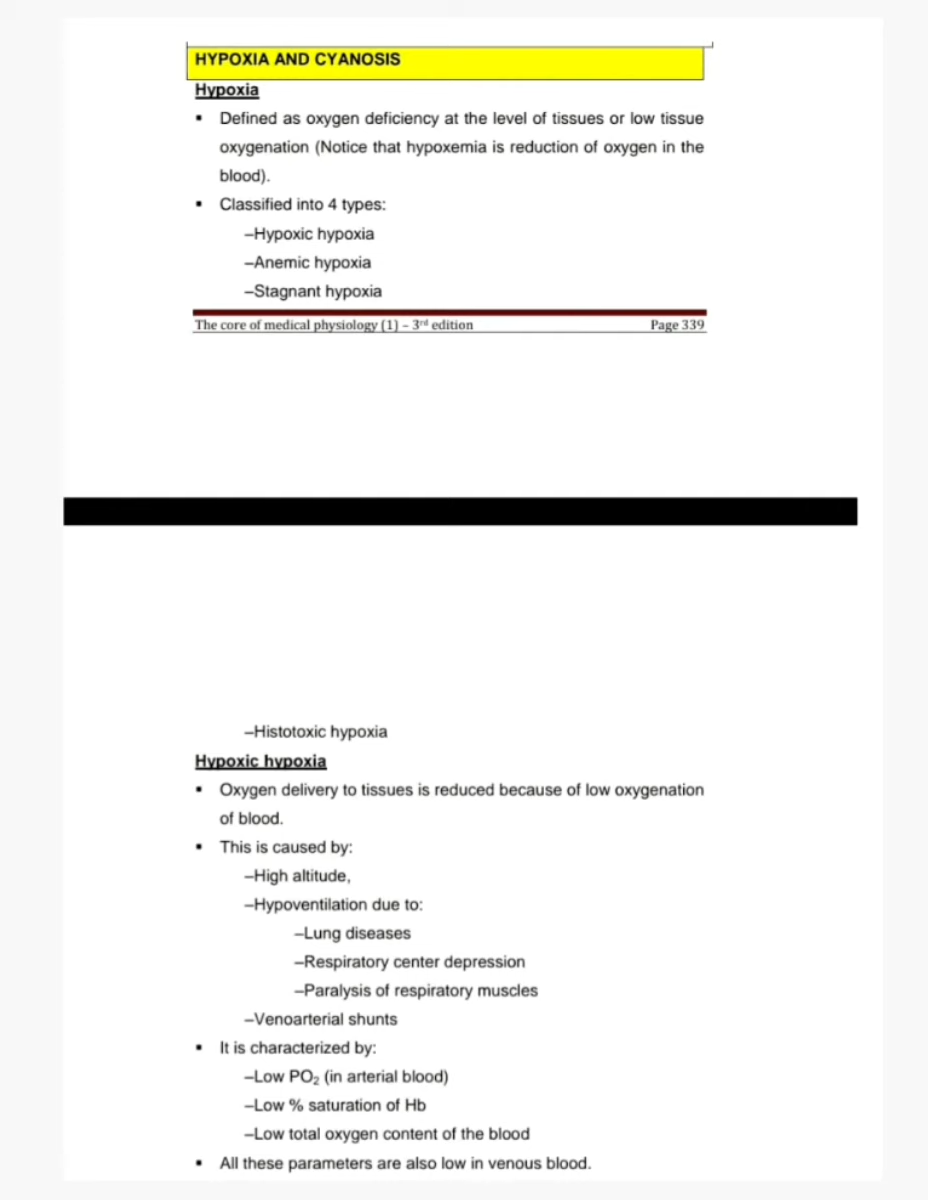 HYPOXIA AND CYANOSIS
Hypoxia
▪ Defined as oxygen deficiency at the level of tissues or low tissue
oxygenation (Notice that hypoxemia is reduction of oxygen in the
blood).
▪ Classified into 4 types:
–Hypoxic hypoxia
–Anemic hypoxia
–Stagnant hypoxia
The core of medical physiology (1) – 3rd edition Page 339
–Histotoxic hypoxia
Hypoxic hypoxia
▪ Oxygen delivery to tissues is reduced because of low oxygenation
of blood.
▪ This is caused by:
–High altitude,
–Hypoventilation due to:
–Lung diseases
–Respiratory center depression
–Paralysis of respiratory muscles
–Venoarterial shunts
▪ It is characterized by:
–Low PO₂ (in arterial blood)
–Low % saturation of Hb
–Low total oxygen content of the blood
▪ All these parameters are also low in venous blood.